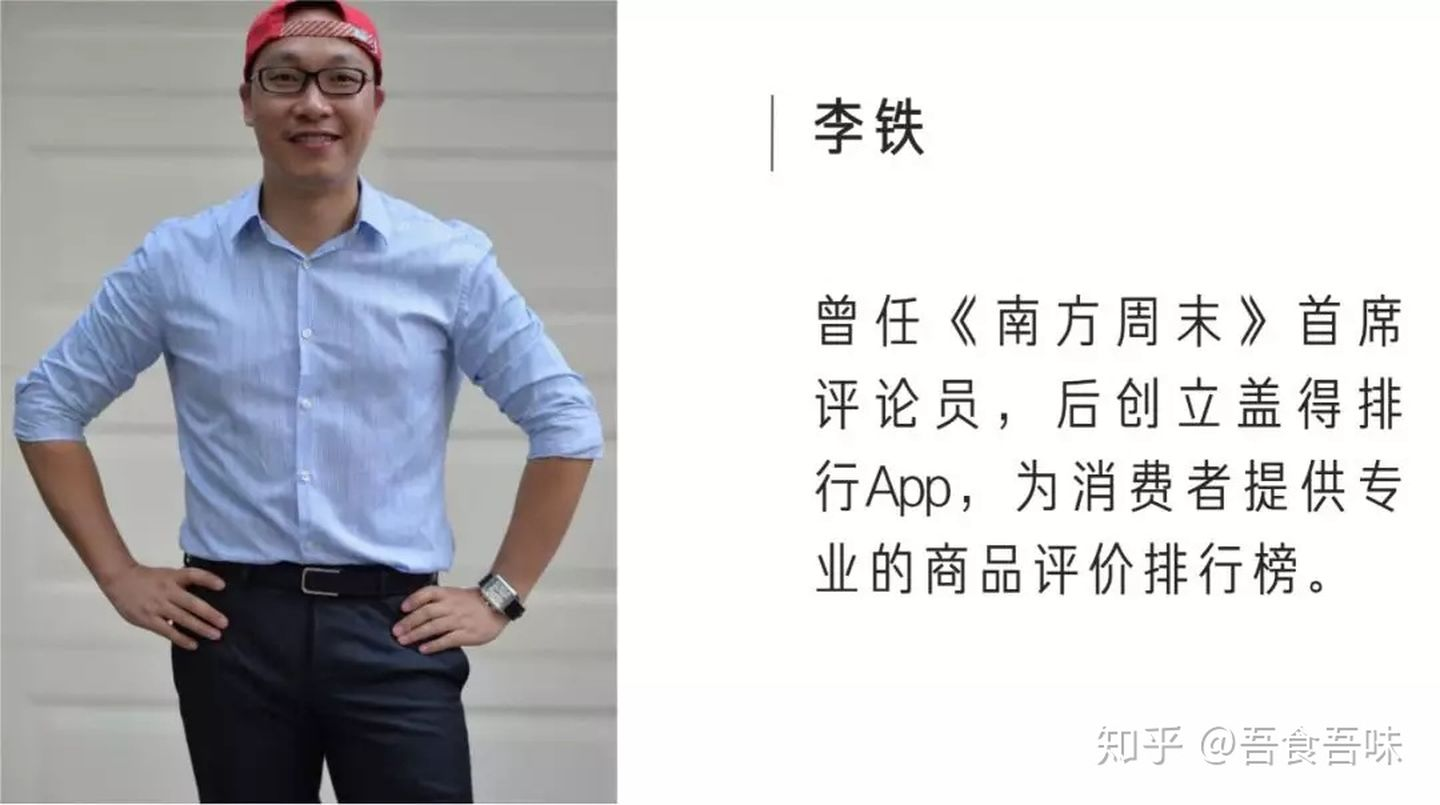 李铁
曾任《南方周末》首席
评论员，后创立盖得排
行App，为消费者提供专
业的商品评价排行榜。
知乎 @吾食吾味